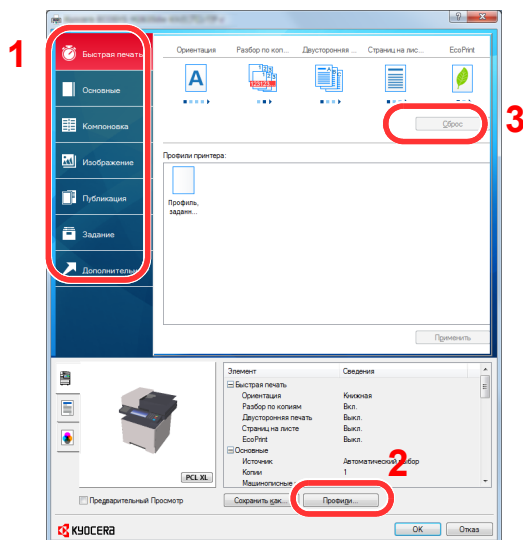 1
Быстрая печать
Основные
Компоновка
Изображение
Публикация
Задание
Дополнительно
Ориентация
Разбор по коп...
Двусторонняя ...
Страниц на лис...
EcoPrint
A
123123
Сброс
3
Профили принтера:
Профиль,
заданн...
Применить
Элемент Сведения
Быстрая печать
Ориентация Книжная
Разбор по копиям Вкл.
Двусторонняя печать Выкл.
Страниц на листе Выкл.
EcoPrint Выкл.
Основные
Источник Автоматический выбор
Копии 1
Машинописные
2
PCL XL
Предварительный Просмотр
Сохранить как...
Профили...
KYOCERA
OK
Отказ